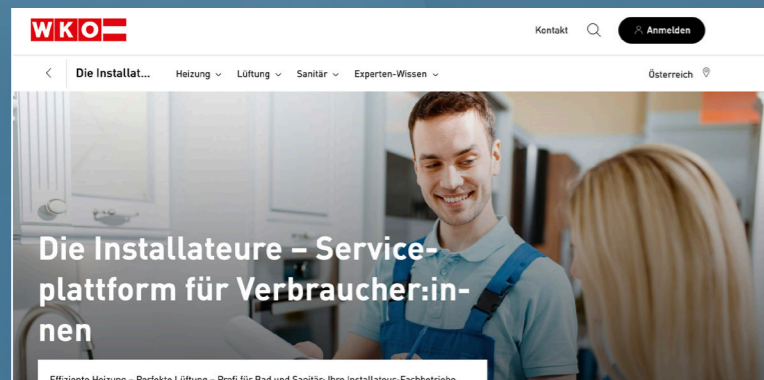 WKO
Kontakt
Anmelden
Die Installat...
Heizung
Lüftung
Sanitär
Experten-Wissen
Österreich
Die Installateure – Service-
plattform für Verbraucher:in-
nen
Effiziente Heizung – Perfekte Lüftung – Profi für Bad und Sanitär: Ihre Installateur-Fachbetriebe